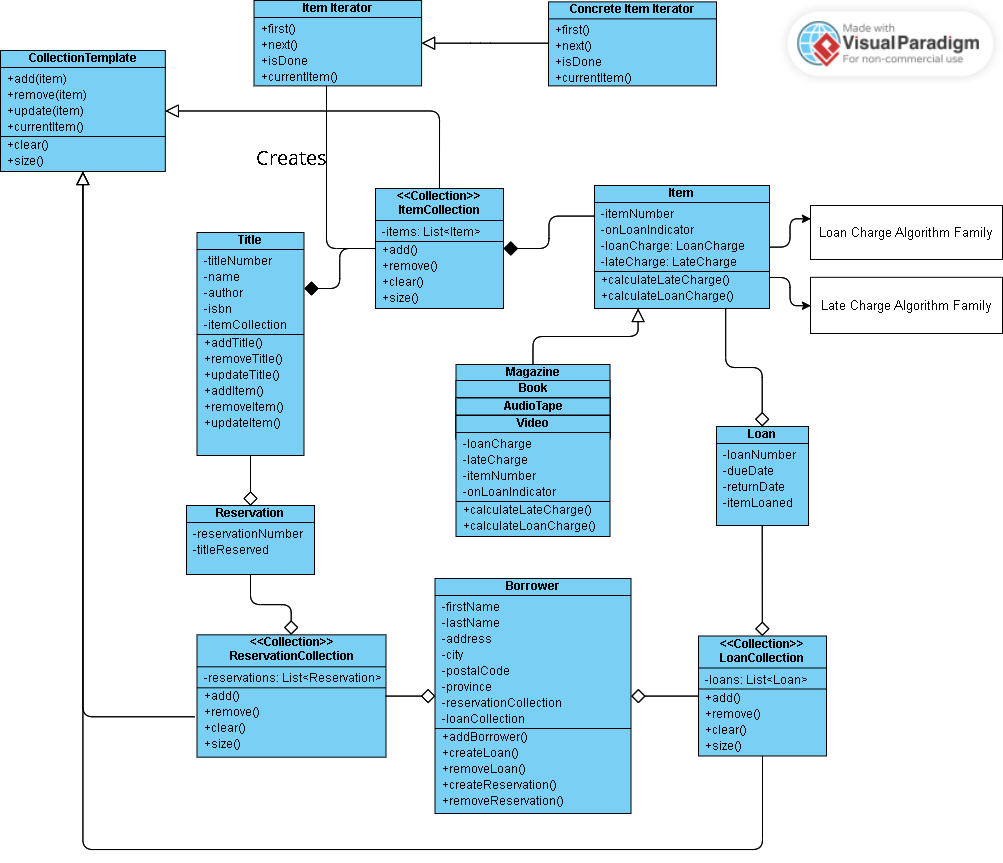 Item Iterator
+first()
+next()
+isDone
+currentItem()
Concrete Item Iterator
+first()
+next()
+isDone
+currentItem()
Made with
VisualParadigm
For non-commercial use
CollectionTemplate
+add(item)
+remove(item)
+update(item)
+currentItem()
+clear()
+size()
Creates
<<Collection>>
ItemCollection
-items: List<Item>
+add()
+remove()
+clear()
+size()
Item
-itemNumber
-onLoanIndicator
-loanCharge: LoanCharge
-lateCharge: LateCharge
+calculateLateCharge()
+calculateLoanCharge()
Loan Charge Algorithm Family
Late Charge Algorithm Family
Title
-titleNumber
-name
-author
-isbn
-itemCollection
+addTitle()
+removeTitle()
+updateTitle()
+addItem()
+removeItem()
+updateItem()
Magazine
Book
AudioTape
Video
-loanCharge
-lateCharge
-itemNumber
-onLoanIndicator
+calculateLateCharge()
+calculateLoanCharge()
Loan
-loanNumber
-dueDate
-returnDate
-itemLoaned
Reservation
-reservationNumber
-titleReserved
<<Collection>>
ReservationCollection
-reservations: List<Reservation>
+add()
+remove()
+clear()
+size()
Borrower
-firstName
-lastName
-address
-city
-postalCode
-province
-reservationCollection
-loanCollection
+addBorrower()
+createLoan()
+removeLoan()
+createReservation()
+removeReservation()
<<Collection>>
LoanCollection
-loans: List<Loan>
+add()
+remove()
+clear()
+size()